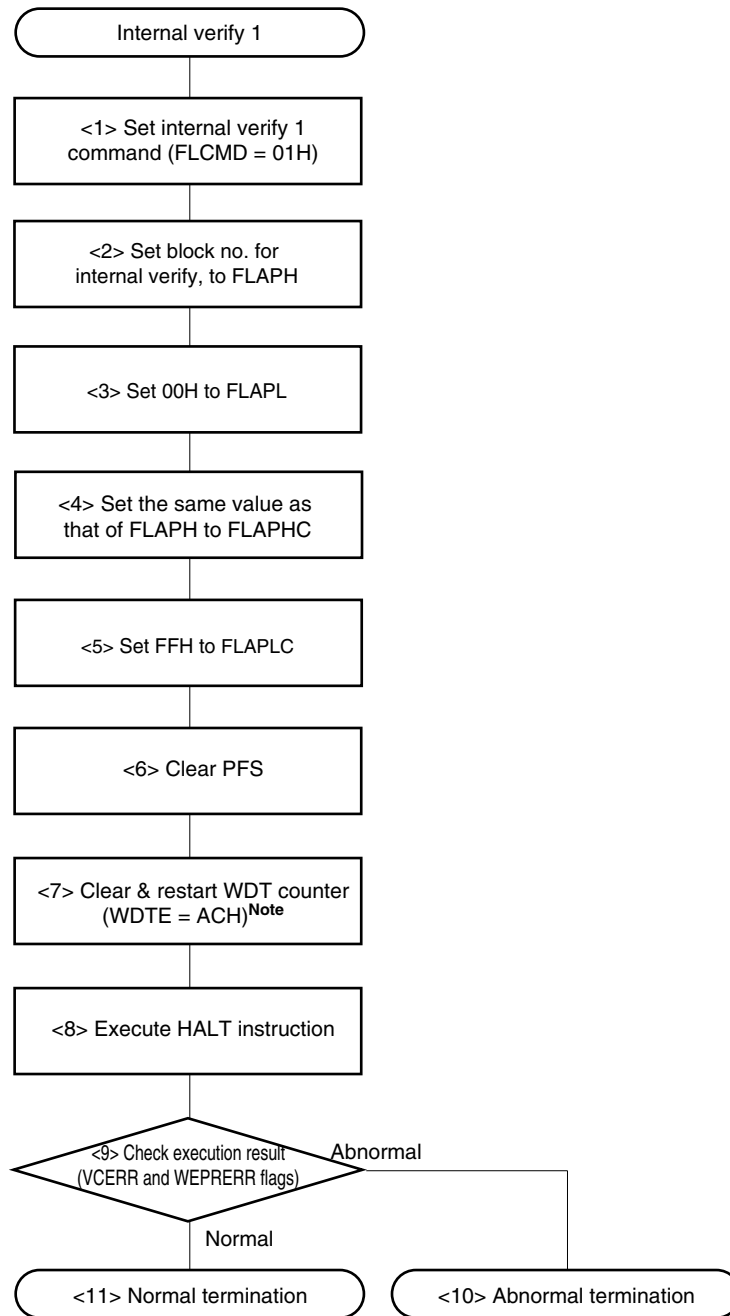 Internal verify 1
<1> Set internal verify 1
command (FLCMD = 01H)
<2> Set block no. for
internal verify, to FLAPH
<3> Set 00H to FLAPL
<4> Set the same value as
that of FLAPH to FLAPHC
<5> Set FFH to FLAPLC
<6> Clear PFS
<7> Clear & restart WDT counter
(WDTE = ACH)Note
<8> Execute HALT instruction
<9> Check execution result
(VCERR and WEPRERR flags)
Abnormal
Normal
<11> Normal termination
<10> Abnormal termination